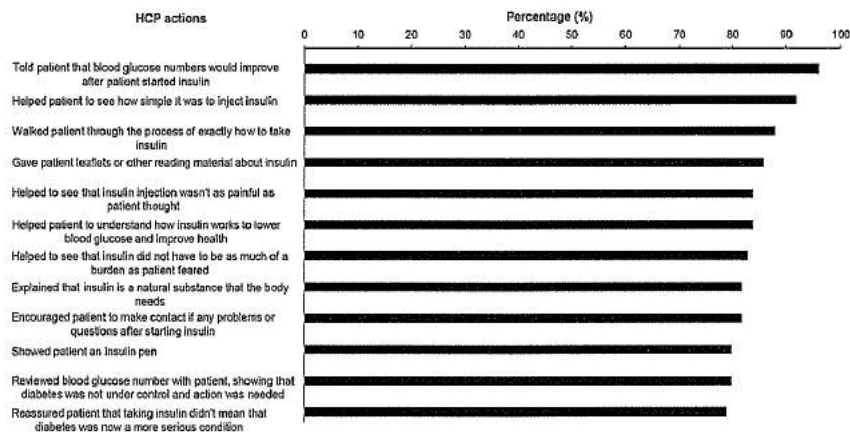 HCP actions
Percentage (%)
0 10 20 30 40 50 60 70 80 90 100
Told patient that blood glucose numbers would improve
after patient started insulin
Helped patient to see how simple it was to inject insulin
Walked patient through the process of exactly how to take
insulin
Gave patient leaflets or other reading material about insulin
Helped to see that insulin injection wasn't as painful as
patient thought
Helped patient to understand how insulin works to lower
blood glucose and improve health
Helped to see that insulin did not have to be as much of a
burden as patient feared
Explained that insulin is a natural substance that the body
needs
Encouraged patient to make contact if any problems or
questions after starting insulin
Showed patient an insulin pen
Reviewed blood glucose number with patient, showing that
diabetes was not under control and action was needed
Reassured patient that taking insulin didn't mean that
diabetes was now a more serious condition